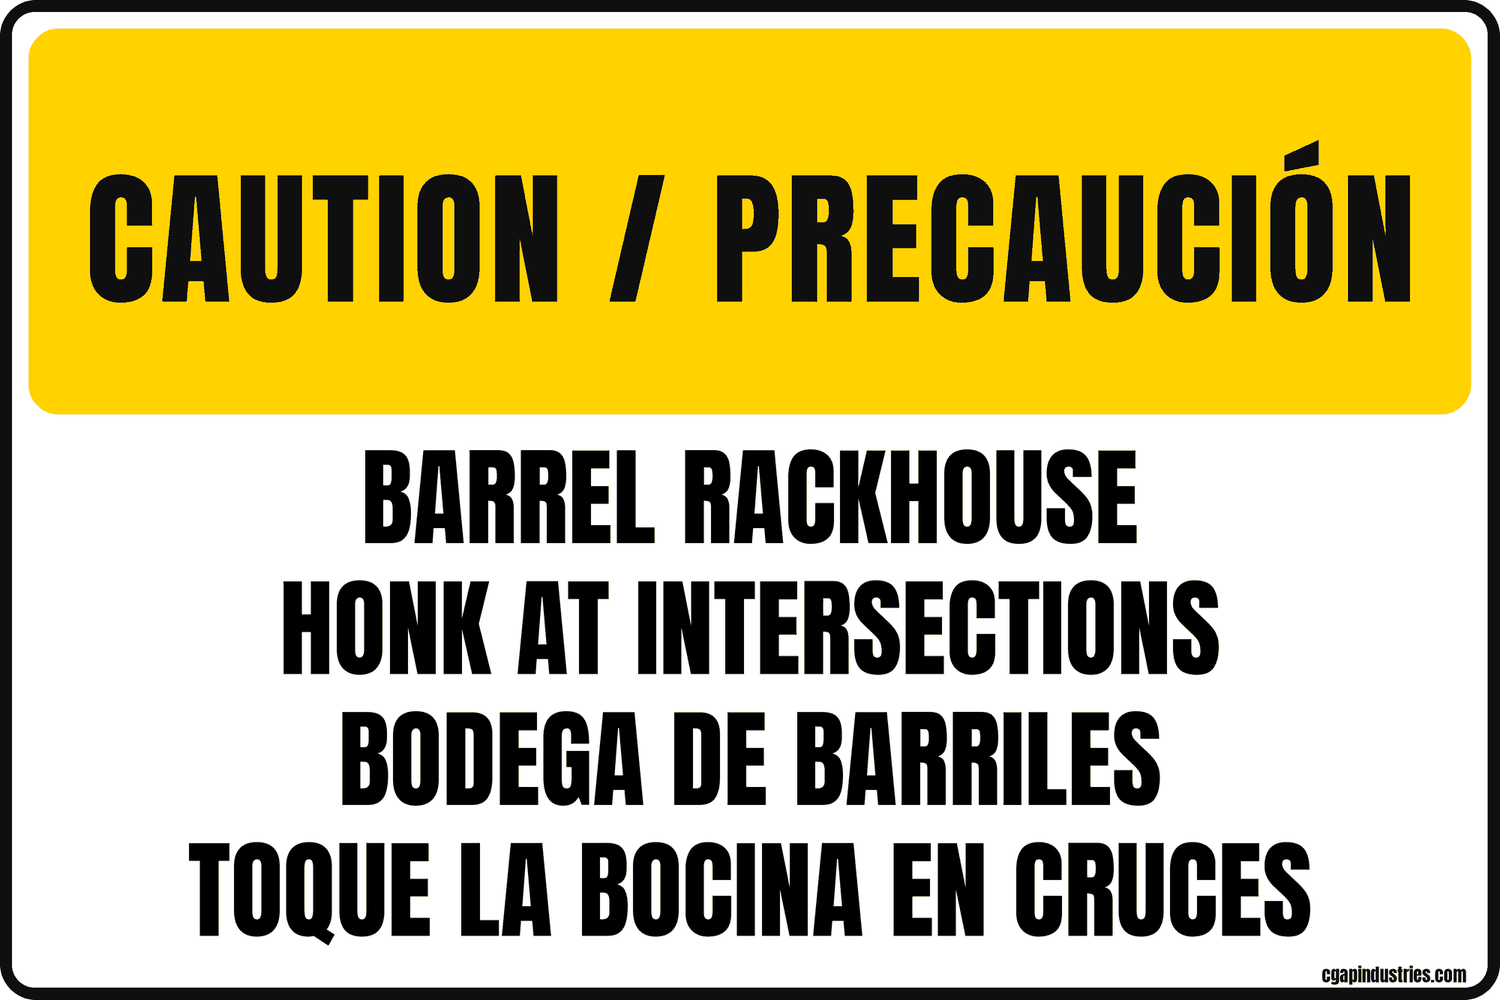 CAUTION / PRECAUCIÓN
BARREL RACKHOUSE
HONK AT INTERSECTIONS
BODEGA DE BARRILES
TOQUE LA BOCINA EN CRUCES
cgapindustries.com